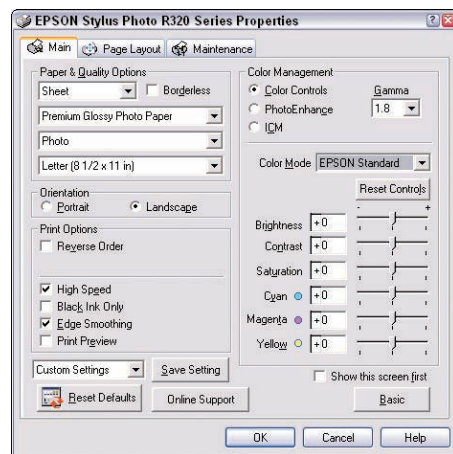 EPSON Stylus Photo R320 Series Properties
Main
Page Layout
Maintenance
Paper & Quality Options
Sheet
Borderless
Premium Glossy Photo Paper
Photo
Letter (8 1/2 x 11 in)
Orientation
Portrait
Landscape
Print Options
Reverse Order
High Speed
Black Ink Only
Edge Smoothing
Print Preview
Custom Settings
Save Setting
Reset Defaults
Online Support
Color Management
Color Controls
PhotoEnhance
ICM
Gamma
1.8
Color Mode
EPSON Standard
Reset Controls
- +
Brightness +0
Contrast +0
Saturation +0
Cyan +0
Magenta +0
Yellow +0
Show this screen first
Basic
OK
Cancel
Help